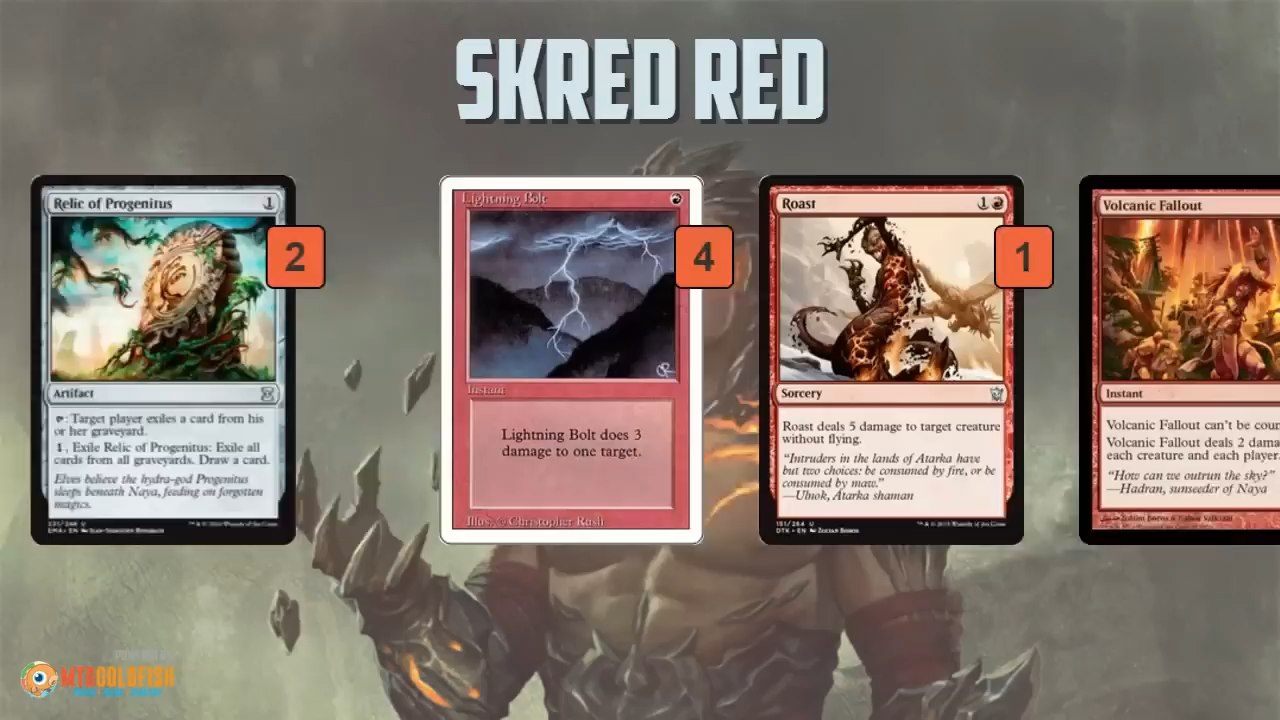 SKRED RED
Relic of Progenitus 1
2
Artifact
: Target player exiles a card from his
or her graveyard.
1, Exile Relic of Progenitus: Exile all
cards from all graveyards. Draw a card.
Elves believe the hydra-god Progenitus
sleeps beneath Naya, feeding on forgotten
magics.
Lightning Bolt
4
Instant
Lightning Bolt does 3
damage to one target.
Illus. © Christopher Rush
Roast 1
1
Sorcery
Roast deals 5 damage to target creature
without flying.
"Intruders in the lands of Atarka have
but two choices: be consumed by fire, or be
consumed by maw."
—Ulnok, Atarka shaman
Volcanic Fallout
Instant
Volcanic Fallout can't be coun
Volcanic Fallout deals 2 dama
each creature and each player.
"How can we outrun the sky?"
—Hadran, sunseeder of Naya
POWERED BY
MTGGOLDFISH